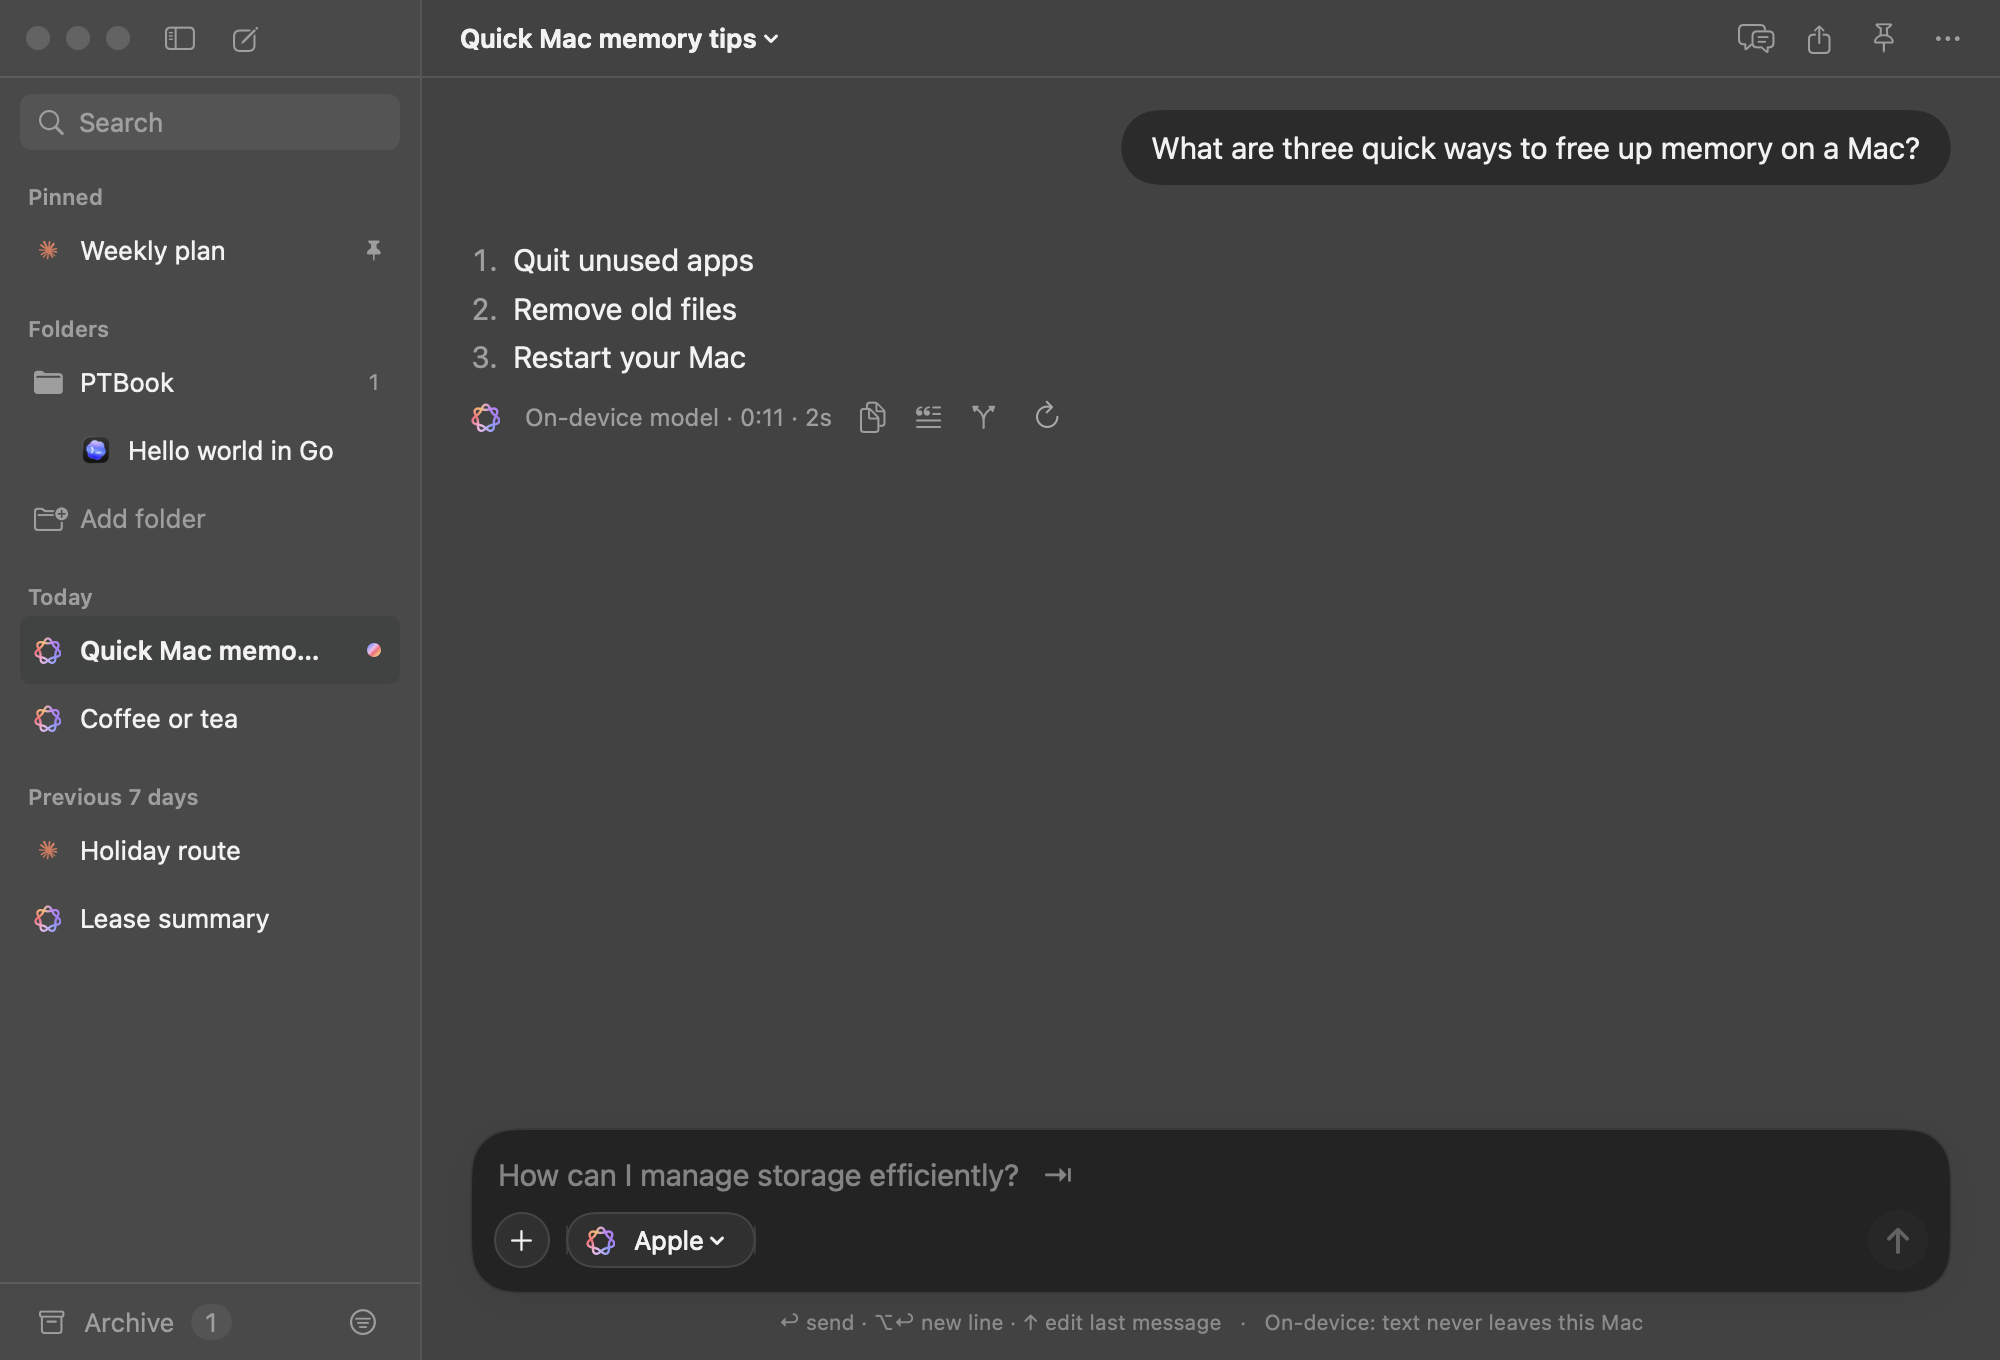 Quick Mac memory tips
Search
Pinned
Weekly plan
Folders
PTBook 1
Hello world in Go
Add folder
Today
Quick Mac memo...
Coffee or tea
Previous 7 days
Holiday route
Lease summary
Archive 1
What are three quick ways to free up memory on a Mac?
1. Quit unused apps
2. Remove old files
3. Restart your Mac
On-device model · 0:11 · 2s
How can I manage storage efficiently? ⇥
Apple
↩ send · ⌥↩ new line · ↑ edit last message · On-device: text never leaves this Mac